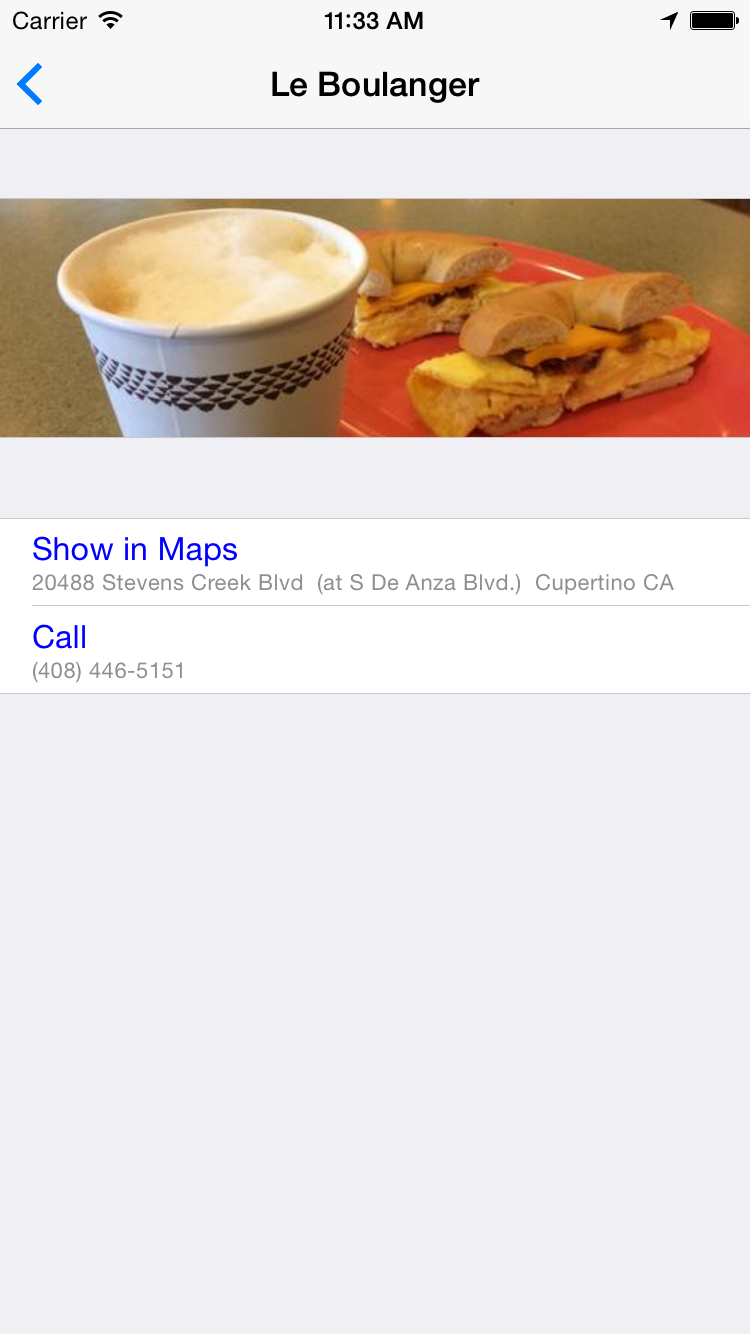 Carrier 11:33 AM
Le Boulanger
Show in Maps
20488 Stevens Creek Blvd  (at S De Anza Blvd.)  Cupertino CA
Call
(408) 446-5151